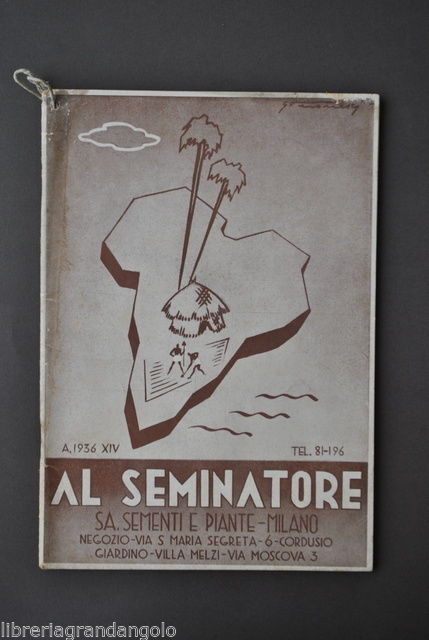 A, 1936 XIV
TEL. 81-196
AL SEMINATORE
SA. SEMENTI E PIANTE-MILANO
NEGOZIO-VIA S MARIA SEGRETA-6-CORDUSIO
GIARDINO-VILLA MELZI-VIA MOSCOVA 3
libreriagrandangolo